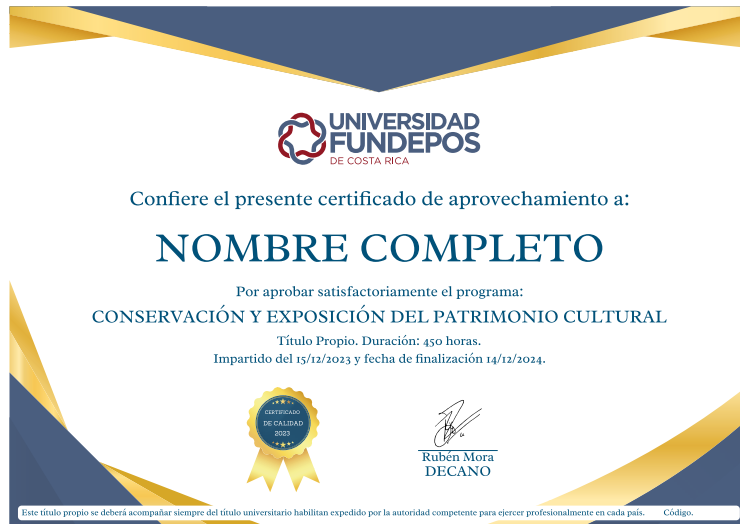 UNIVERSIDAD
FUNDEPOS
DE COSTA RICA
Confiere el presente certificado de aprovechamiento a:
NOMBRE COMPLETO
Por aprobar satisfactoriamente el programa:
CONSERVACIÓN Y EXPOSICIÓN DEL PATRIMONIO CULTURAL
Título Propio. Duración: 450 horas.
Impartido del 15/12/2023 y fecha de finalización 14/12/2024.
CERTIFICADO
DE CALIDAD
2023
Rubén Mora
DECANO
Este título propio se deberá acompañar siempre del título universitario habilitan expedido por la autoridad competente para ejercer profesionalmente en cada país. Código.